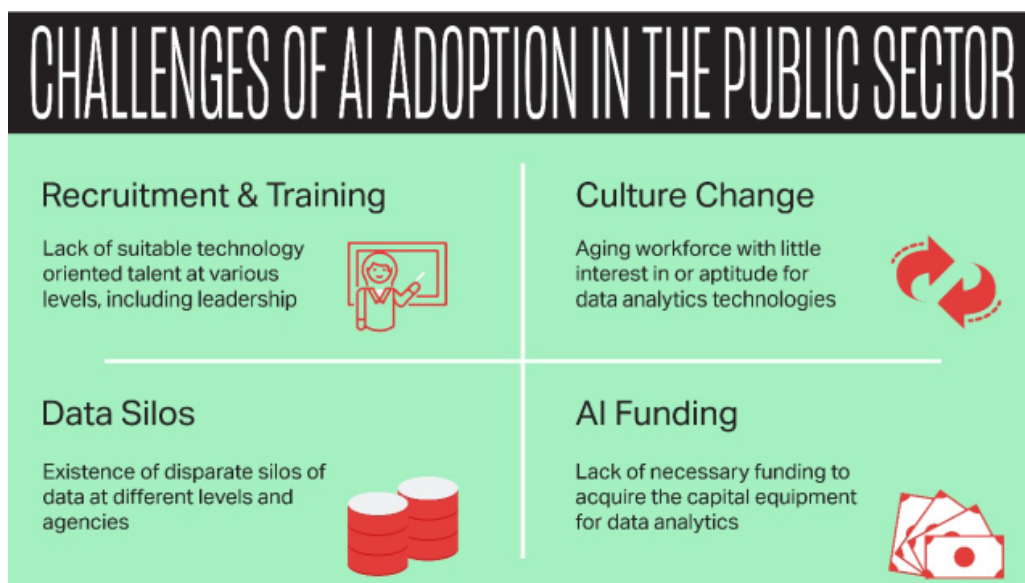 CHALLENGES OF AI ADOPTION IN THE PUBLIC SECTOR
Recruitment & Training
Lack of suitable technology
oriented talent at various
levels, including leadership
Culture Change
Aging workforce with little
interest in or aptitude for
data analytics technologies
Data Silos
Existence of disparate silos of
data at different levels and
agencies
AI Funding
Lack of necessary funding to
acquire the capital equipment
for data analytics